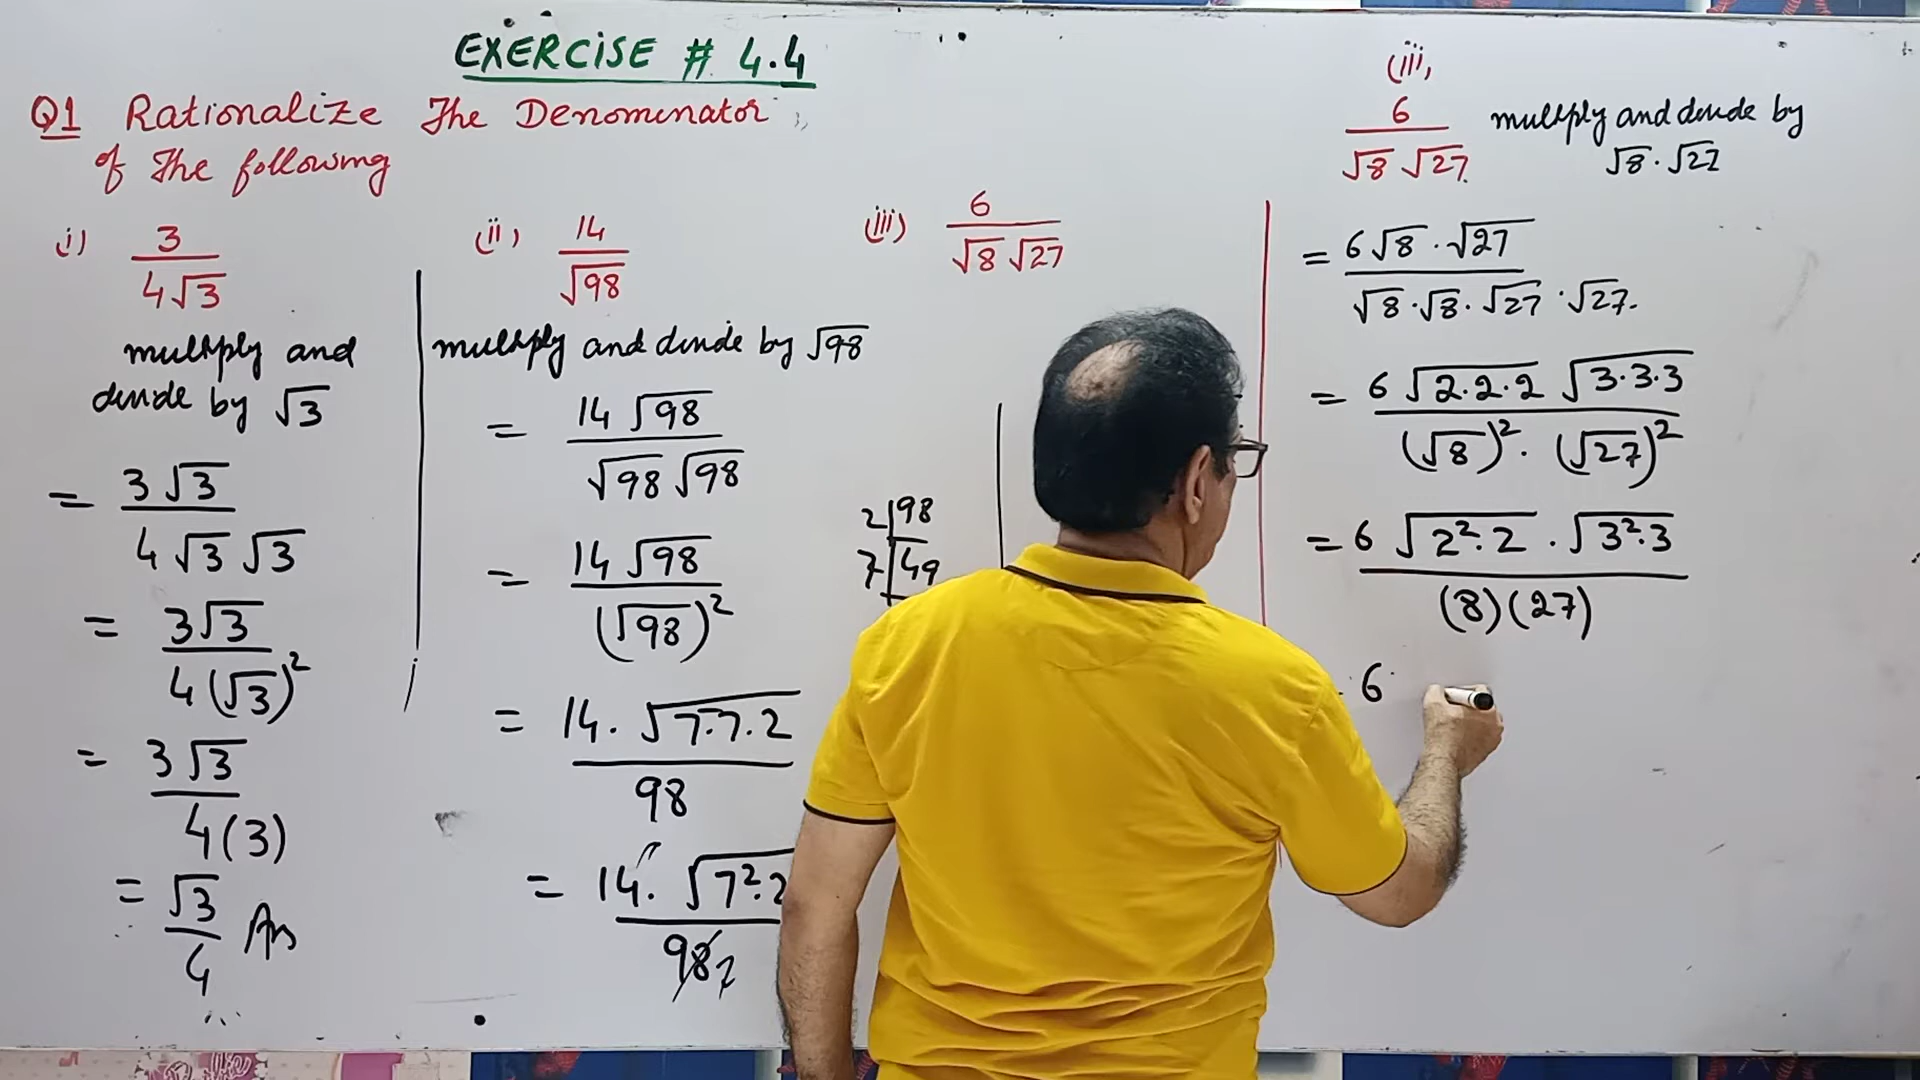 EXERCISE # 4.4
Q1 Rationalize The Denominator
of The following
(i) 3/(4√3)
(ii) 14/√98
(iii) 6/(√8 √27)
multiply and
divide by √3
= 3√3/(4√3 √3)
= 3√3/(4(√3)²)
= 3√3/(4(3))
= √3/4 Ans
multiply and divide by √98
= 14√98/(√98 √98)
= 14√98/(√98)²
= 14.√(7.7.2)/98
= 14.√(7².2)/98 7
2|98
7|49
(iii)
6/(√8 √27) multiply and divide by
√8.√27
= 6√8.√27/(√8.√8.√27.√27)
= 6√(2.2.2) √(3.3.3)/((√8)².(√27)²)
= 6√(2².2).√(3².3)/((8)(27))
6